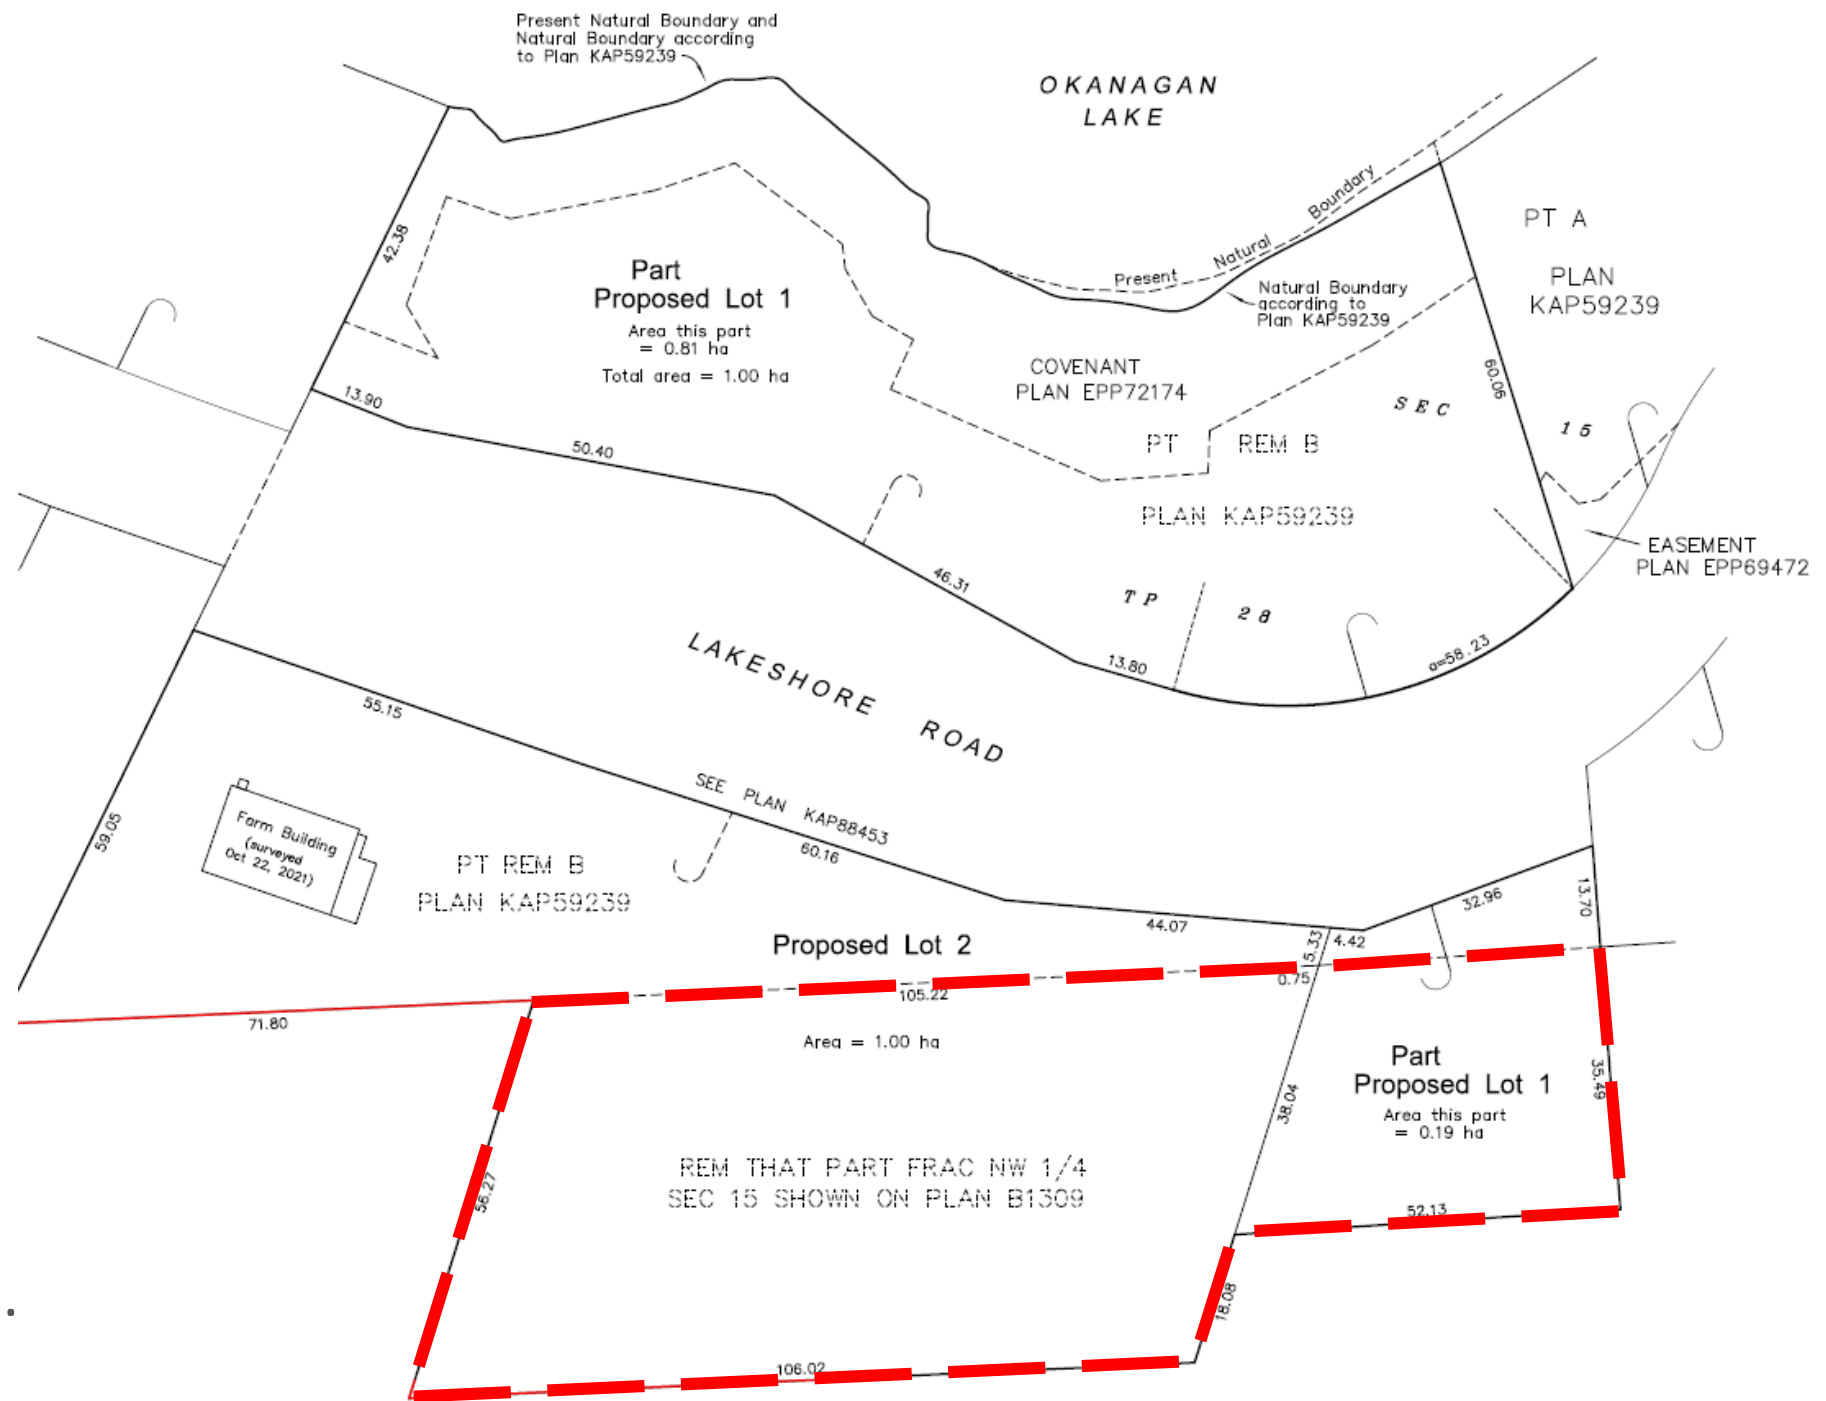 Present Natural Boundary and
Natural Boundary according
to Plan KAP59239
OKANAGAN
LAKE
Present Natural Boundary
Natural Boundary
according to
Plan KAP59239
PT A
PLAN
KAP59239
42.38
Part
Proposed Lot 1
Area this part
= 0.81 ha
Total area = 1.00 ha
COVENANT
PLAN EPP72174
60.06
SEC
15
13.90
50.40
PT REM B
PLAN KAP59239
EASEMENT
PLAN EPP69472
46.31
TP
28
13.80
a=58.23
LAKESHORE ROAD
55.15
SEE PLAN KAP88453
60.16
59.05
Farm Building
(surveyed
Oct 22, 2021)
PT REM B
PLAN KAP59239
44.07
4.42
32.96
13.70
5.33
0.75
Proposed Lot 2
105.22
71.80
Area = 1.00 ha
38.04
35.49
Part
Proposed Lot 1
Area this part
= 0.19 ha
56.27
REM THAT PART FRAC NW 1/4
SEC 15 SHOWN ON PLAN B1309
52.13
18.08
106.02